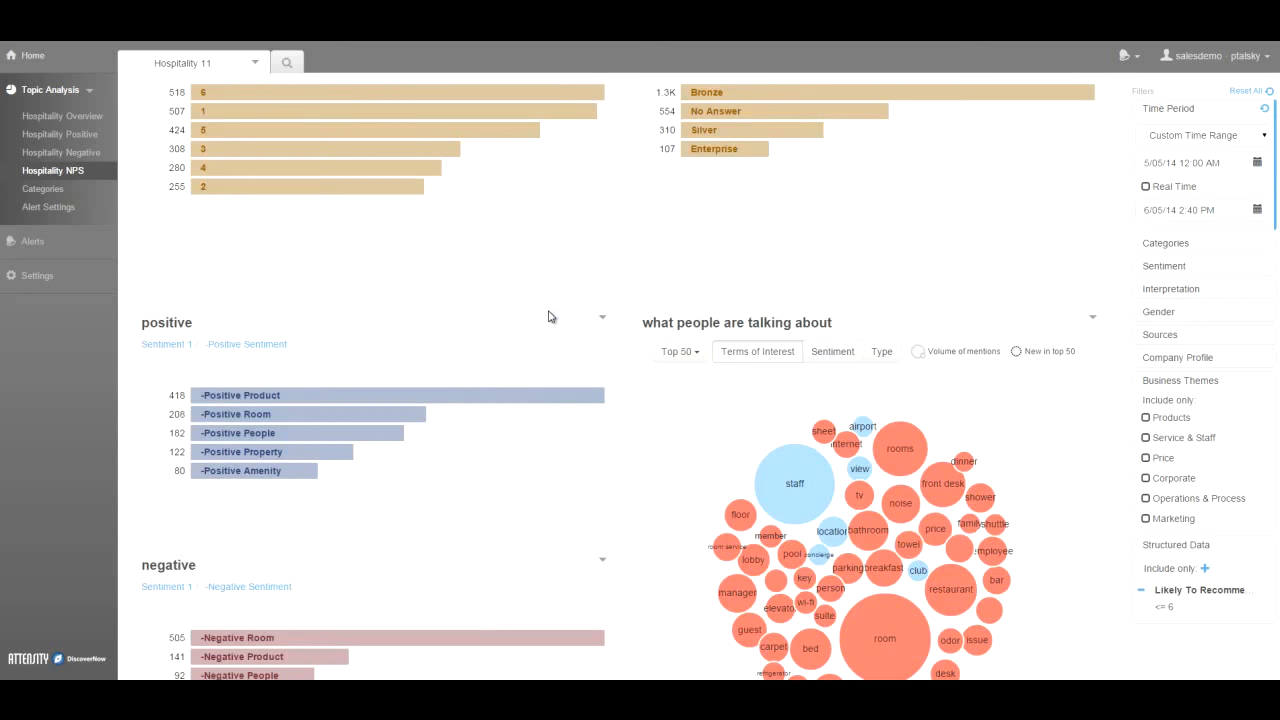 Home
Topic Analysis
Hospitality Overview
Hospitality Positive
Hospitality Negative
Hospitality NPS
Categories
Alert Settings
Alerts
Settings
ATTENSITY DiscoverNow
Hospitality 11
salesdemo - ptalsky
518 6
507 1
424 5
308 3
280 4
255 2
1.3K Bronze
554 No Answer
310 Silver
107 Enterprise
positive
Sentiment 1 -Positive Sentiment
418 -Positive Product
208 -Positive Room
182 -Positive People
122 -Positive Property
80 -Positive Amenity
negative
Sentiment 1 -Negative Sentiment
505 -Negative Room
141 -Negative Product
92 -Negative People
what people are talking about
Top 50 Terms of Interest Sentiment Type Volume of mentions New in top 50
airport
sheet
internet
rooms
dinner
view
staff
front desk
tv
shower
noise
floor
location
bathroom
price
family
shuttle
member
room service
lobby
pool
concierge
towel
employee
parking
breakfast
club
key
person
bar
manager
restaurant
elevator
wi-fi
suite
guest
room
odor
issue
carpet
bed
refrigerator
desk
Filters Reset All
Time Period
Custom Time Range
5/05/14 12:00 AM
Real Time
6/05/14 2:40 PM
Categories
Sentiment
Interpretation
Gender
Sources
Company Profile
Business Themes
Include only:
Products
Service & Staff
Price
Corporate
Operations & Process
Marketing
Structured Data
Include only: +
Likely To Recomme...
<= 6